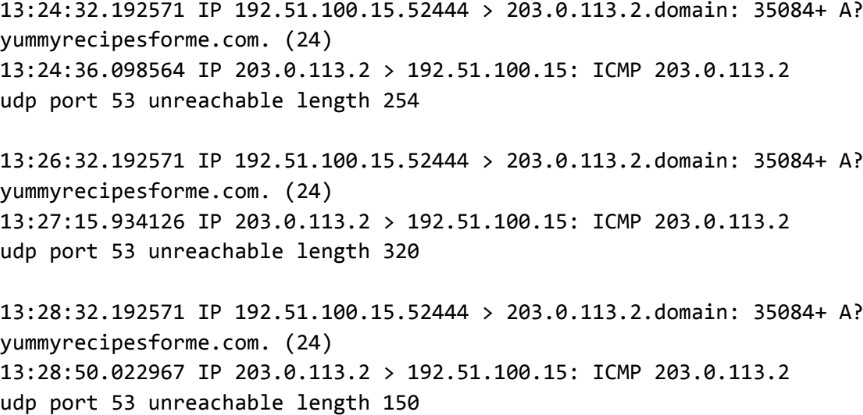 13:24:32.192571 IP 192.51.100.15.52444 > 203.0.113.2.domain: 35084+ A?
yummyrecipesforme.com. (24)
13:24:36.098564 IP 203.0.113.2 > 192.51.100.15: ICMP 203.0.113.2
udp port 53 unreachable length 254

13:26:32.192571 IP 192.51.100.15.52444 > 203.0.113.2.domain: 35084+ A?
yummyrecipesforme.com. (24)
13:27:15.934126 IP 203.0.113.2 > 192.51.100.15: ICMP 203.0.113.2
udp port 53 unreachable length 320

13:28:32.192571 IP 192.51.100.15.52444 > 203.0.113.2.domain: 35084+ A?
yummyrecipesforme.com. (24)
13:28:50.022967 IP 203.0.113.2 > 192.51.100.15: ICMP 203.0.113.2
udp port 53 unreachable length 150